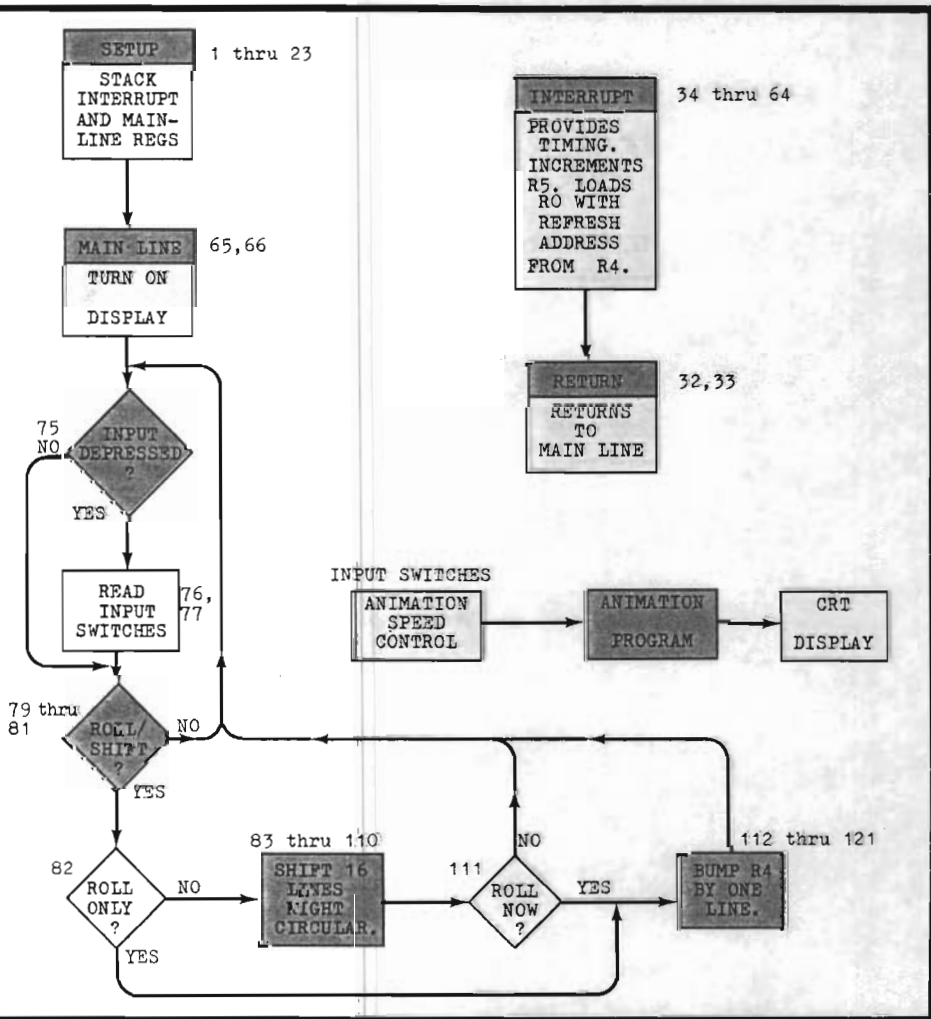 SETUP
1 thru 23
STACK
INTERRUPT
AND MAIN-
LINE REGS
MAIN-LINE
65,66
TURN ON
DISPLAY
INTERRUPT
34 thru 64
PROVIDES
TIMING.
INCREMENTS
R5. LOADS
RO WITH
REFRESH
ADDRESS
FROM R4.
RETURN
32,33
RETURNS
TO
MAIN LINE
75
NO
INPUT
DEPRESSED
?
YES
READ
INPUT
SWITCHES
76,
77
INPUT SWITCHES
ANIMATION
SPEED
CONTROL
ANIMATION
PROGRAM
CRT
DISPLAY
79 thru
81
ROLL/
SHIFT
?
NO
YES
82
ROLL
ONLY
?
NO
YES
83 thru 110
SHIFT 16
LINES
RIGHT
CIRCULAR.
111
ROLL
NOW
?
NO
YES
112 thru 121
BUMP R4
BY ONE
LINE.